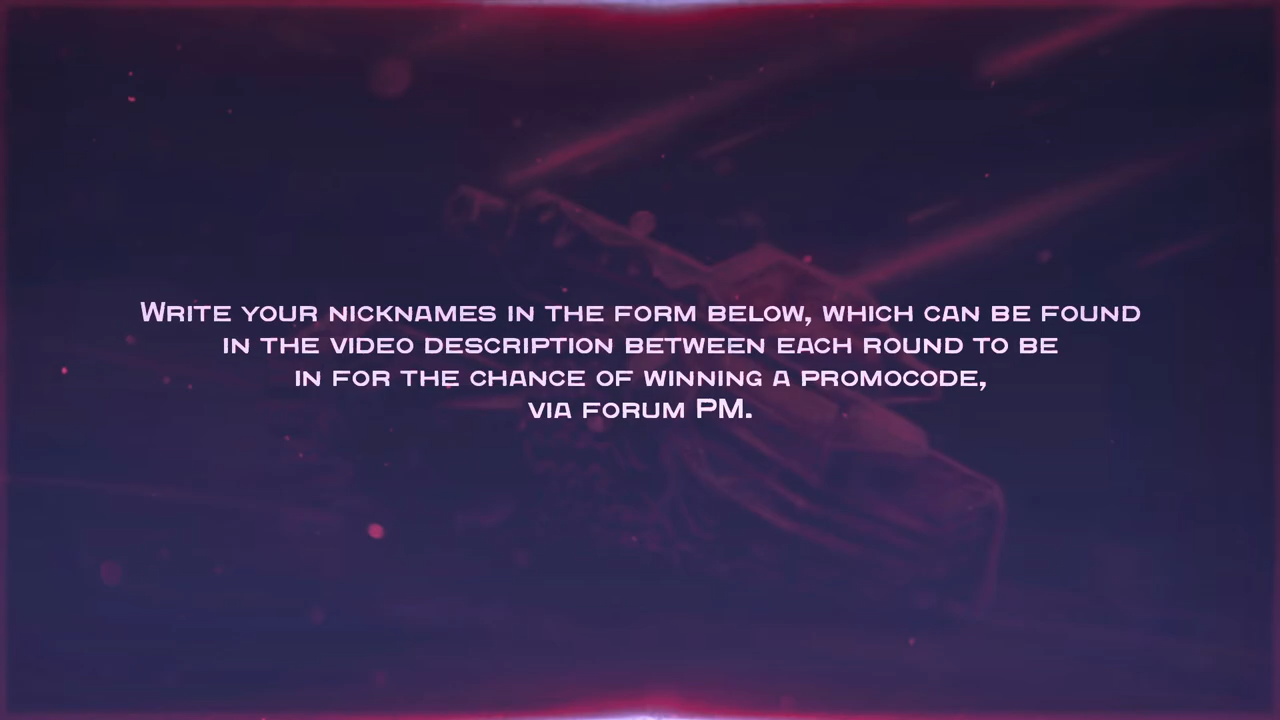 Write your nicknames in the form below, which can be found
in the video description between each round to be
in for the chance of winning a promocode,
via forum PM.